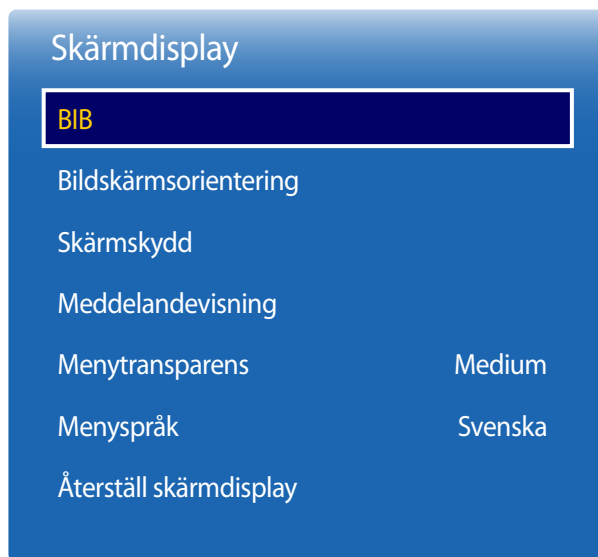 Skärmdisplay
BIB
Bildskärmsorientering
Skärmskydd
Meddelandevisning
Menytransparens Medium
Menyspråk Svenska
Återställ skärmdisplay